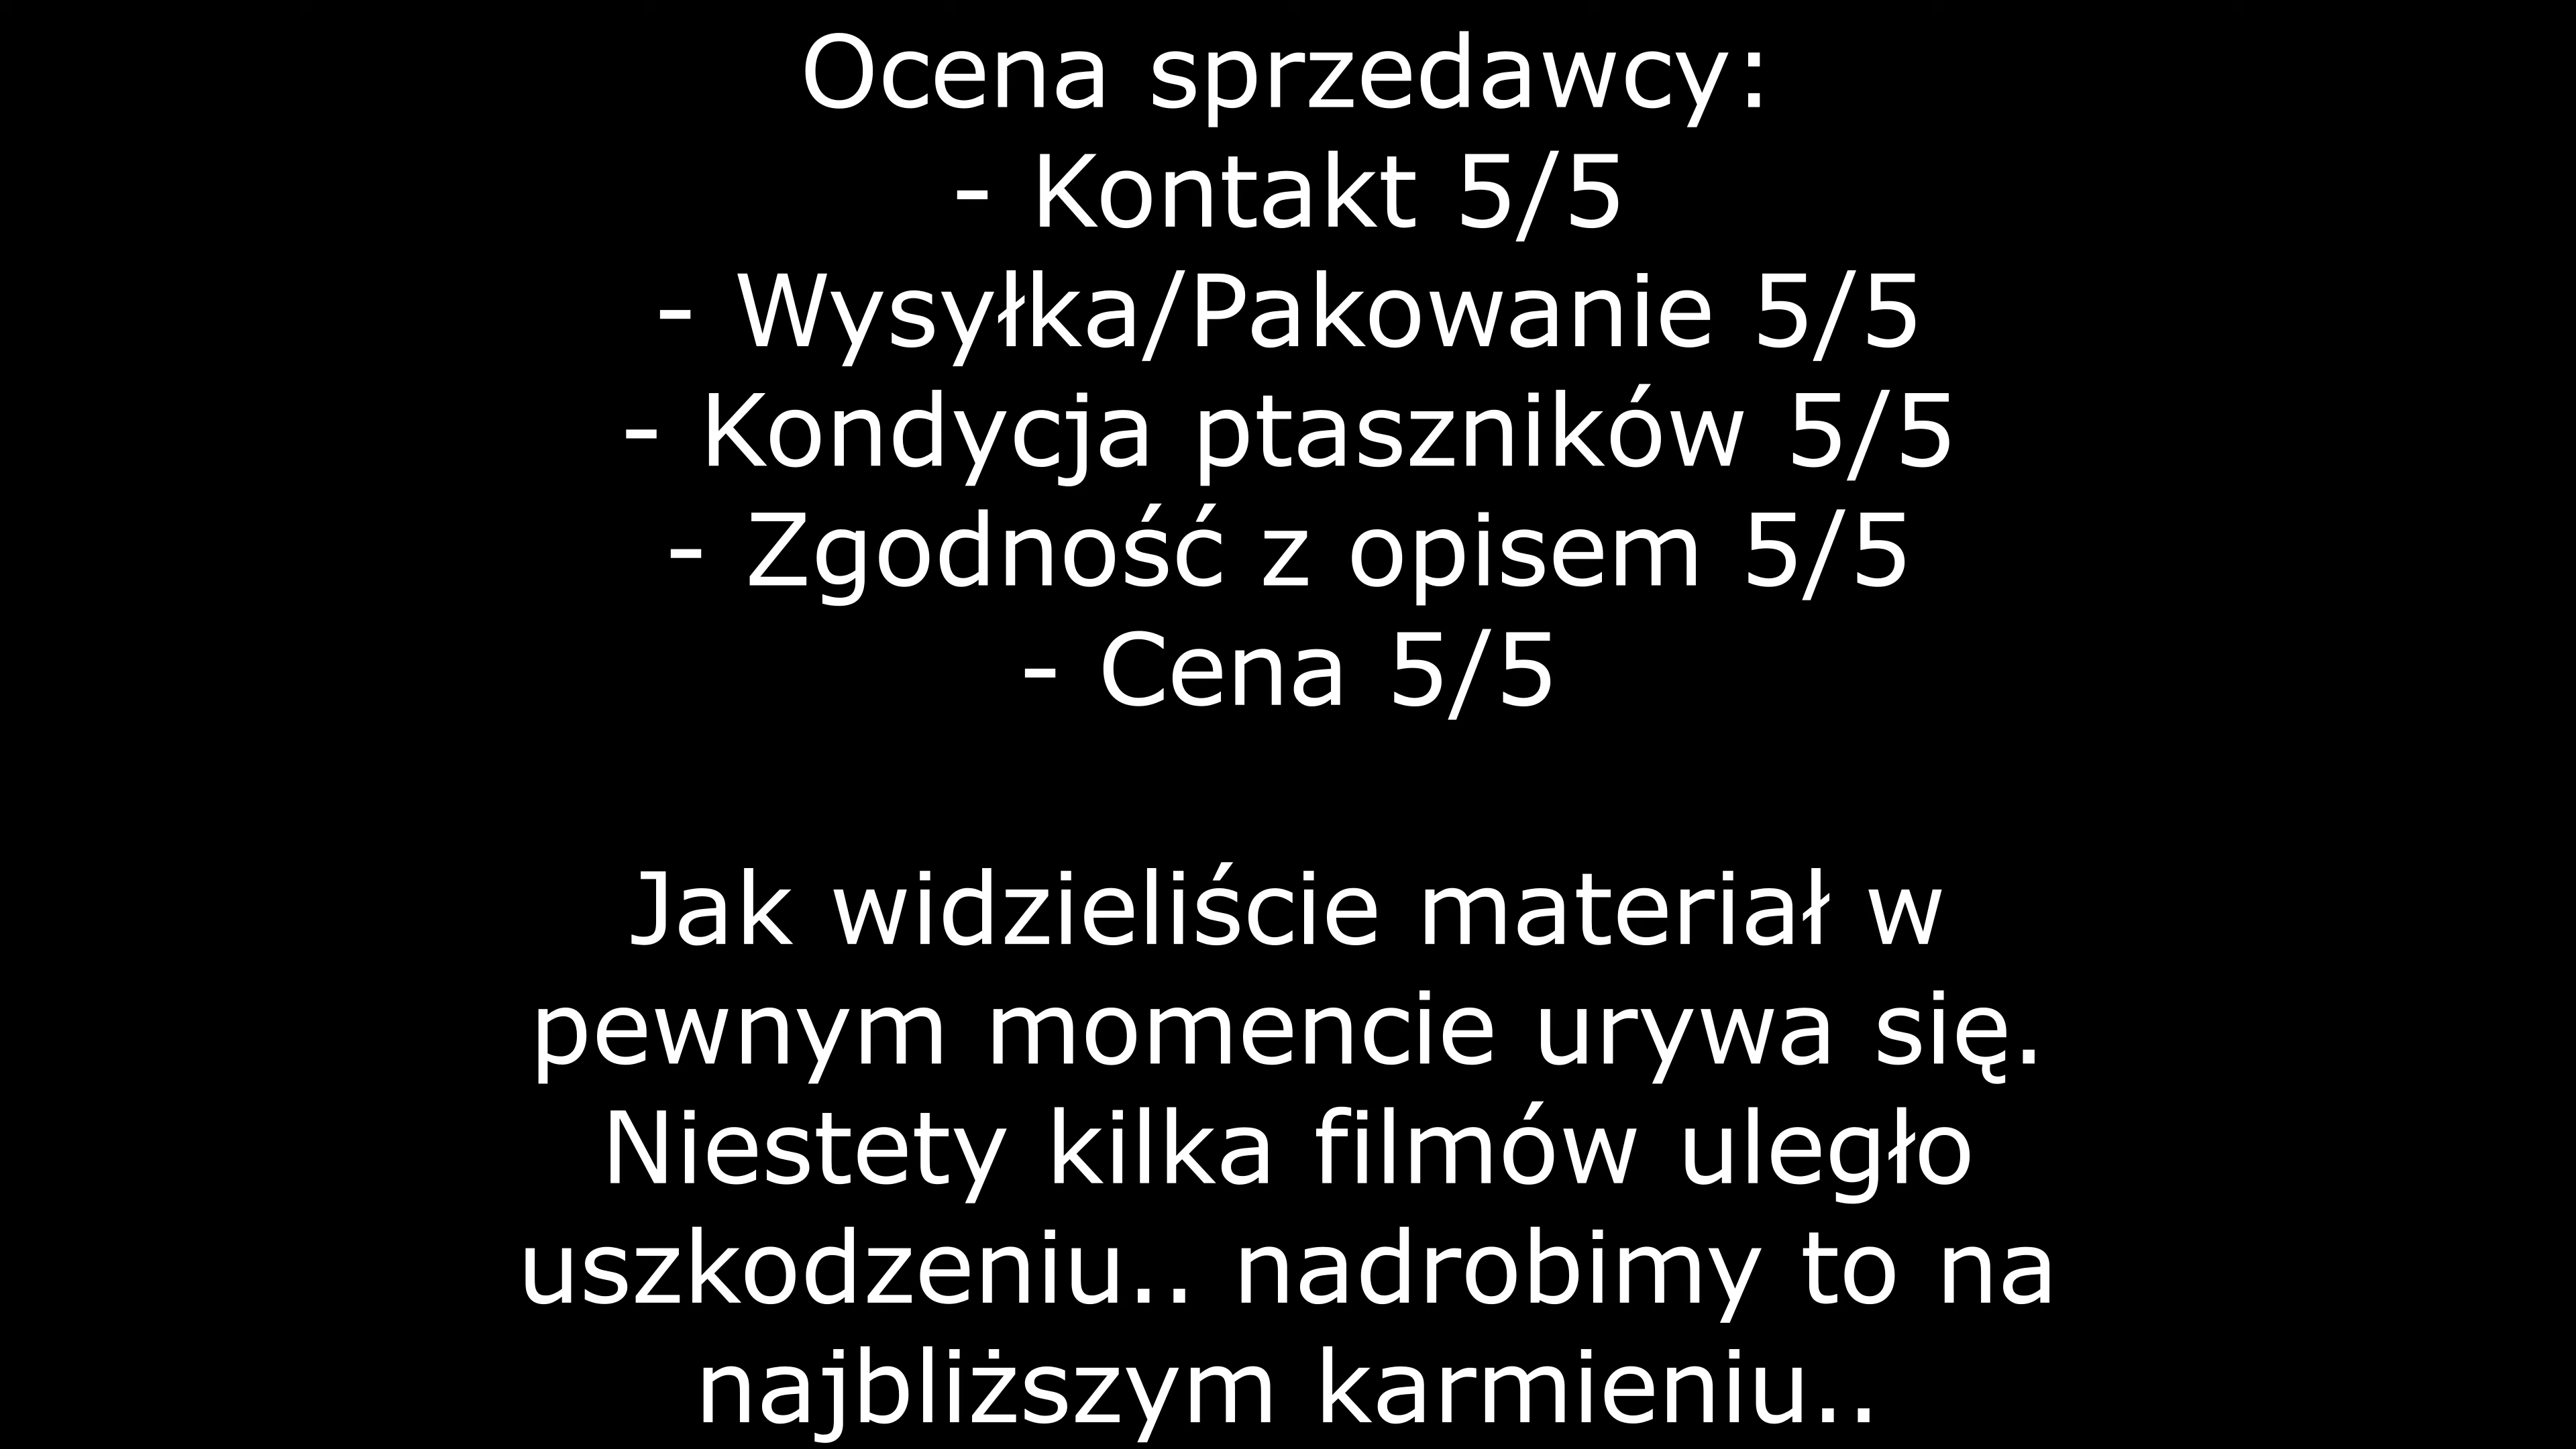 Ocena sprzedawcy:
- Kontakt 5/5
- Wysyłka/Pakowanie 5/5
- Kondycja ptaszników 5/5
- Zgodność z opisem 5/5
- Cena 5/5
Jak widzieliście materiał w
pewnym momencie urywa się.
Niestety kilka filmów uległo
uszkodzeniu.. nadrobimy to na
najbliższym karmieniu..